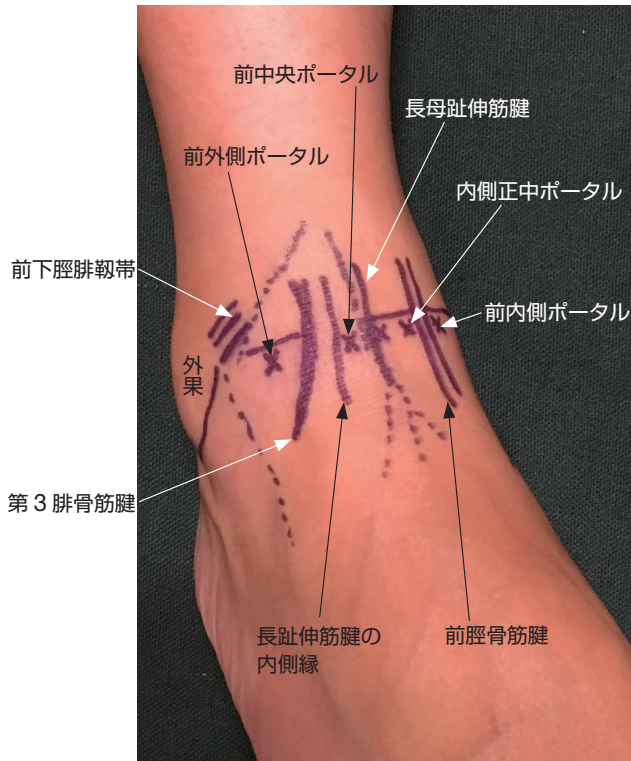 前中央ポータル
長母趾伸筋腱
前外側ポータル
内側正中ポータル
前下脛腓靱帯
前内側ポータル
外果
第3腓骨筋腱
長趾伸筋腱の
内側縁
前脛骨筋腱